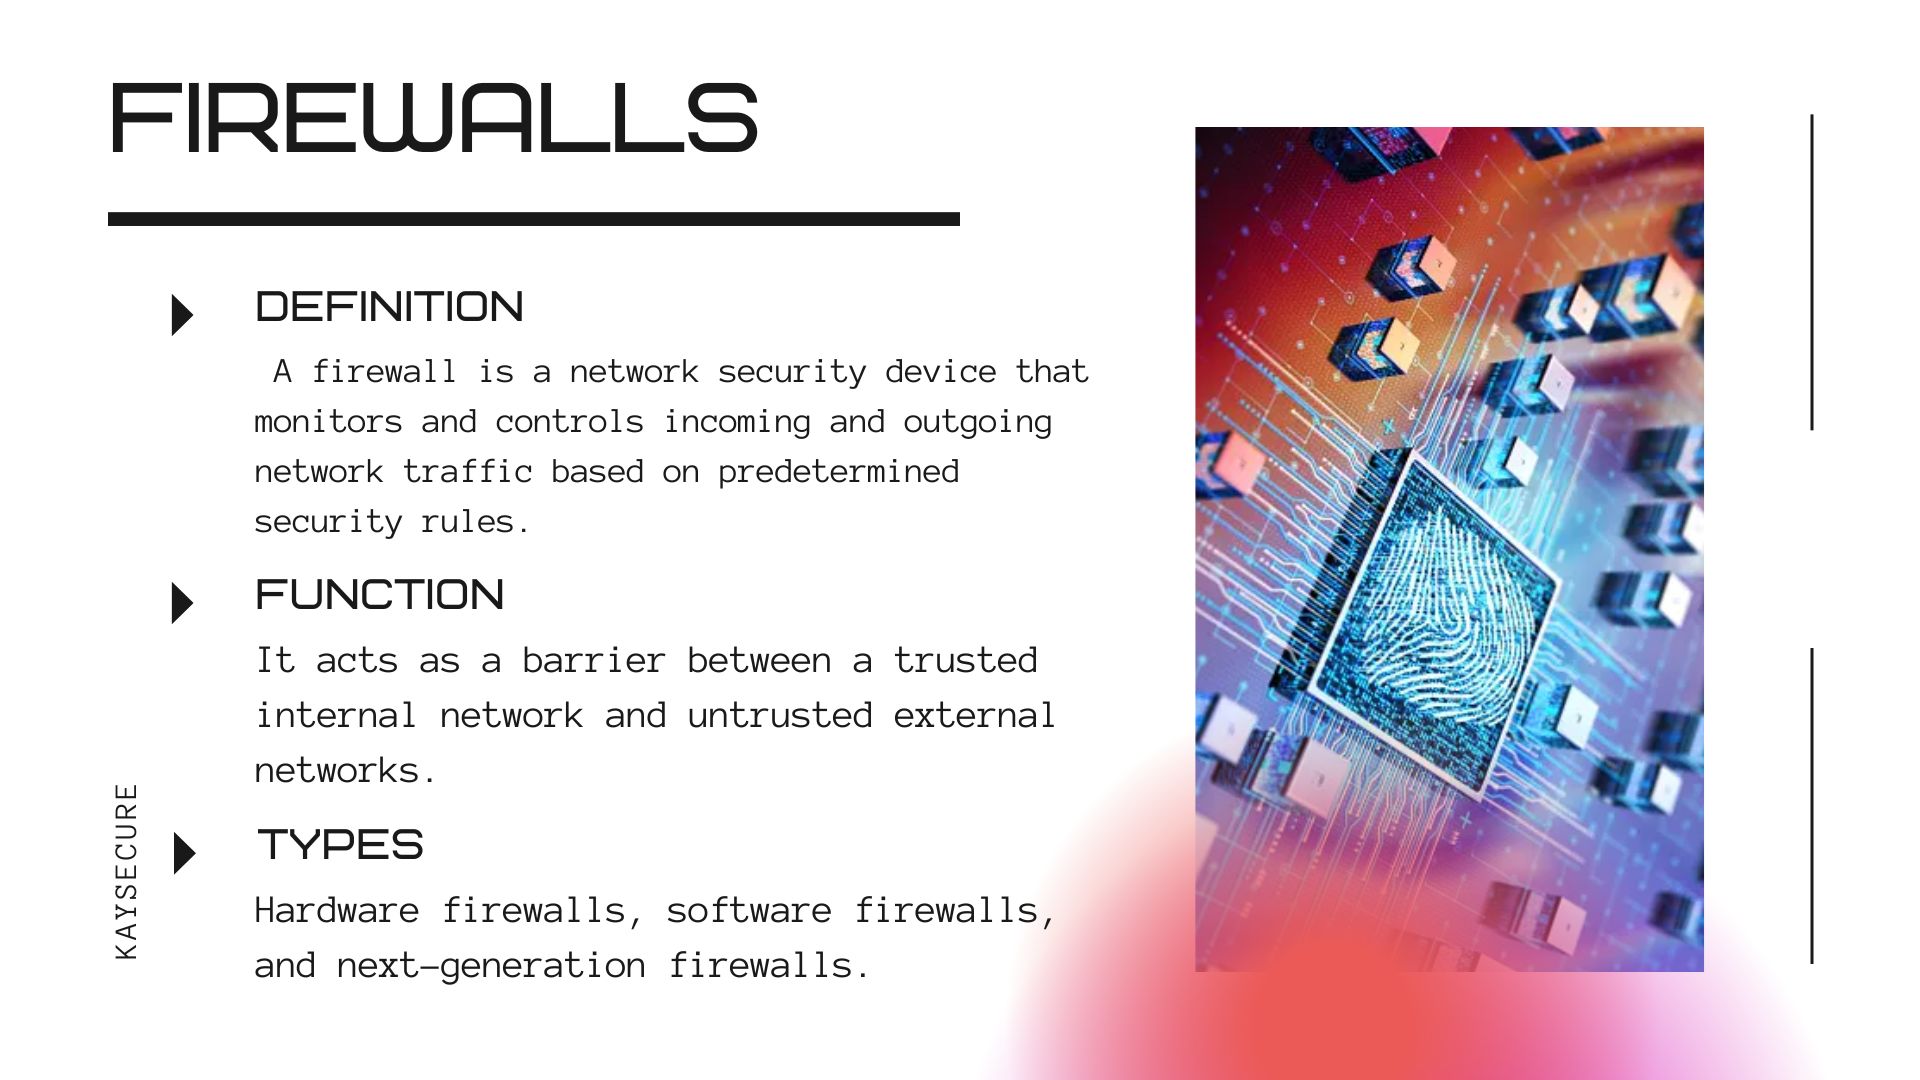 FIREWALLS
DEFINITION
A firewall is a network security device that
monitors and controls incoming and outgoing
network traffic based on predetermined
security rules.
FUNCTION
It acts as a barrier between a trusted
internal network and untrusted external
networks.
TYPES
Hardware firewalls, software firewalls,
and next-generation firewalls.
KAYSECURE